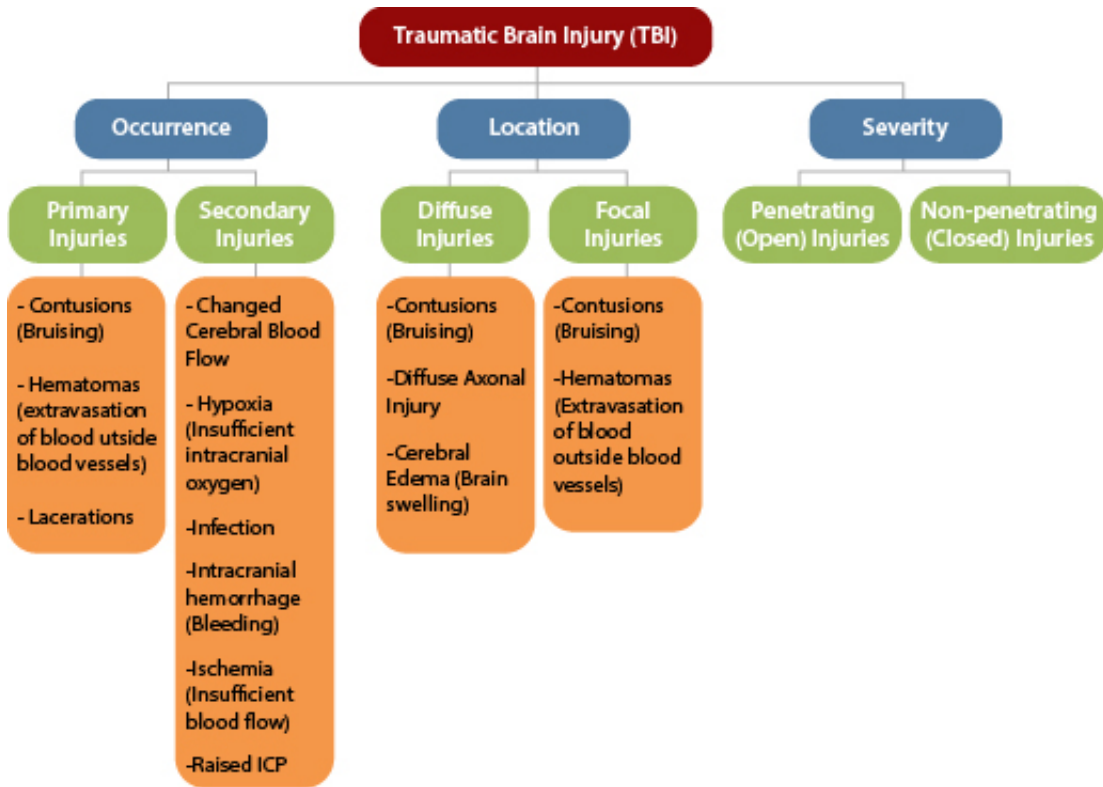 Traumatic Brain Injury (TBI)
Occurrence
Location
Severity
Primary
Injuries
Secondary
Injuries
Diffuse
Injuries
Focal
Injuries
Penetrating
(Open) Injuries
Non-penetrating
(Closed) Injuries
- Contusions
(Bruising)
- Hematomas
(extravasation
of blood utside
blood vessels)
- Lacerations
- Changed
Cerebral Blood
Flow
- Hypoxia
(Insufficient
intracranial
oxygen)
-Infection
-Intracranial
hemorrhage
(Bleeding)
-Ischemia
(Insufficient
blood flow)
-Raised ICP
-Contusions
(Bruising)
-Diffuse Axonal
Injury
-Cerebral
Edema (Brain
swelling)
-Contusions
(Bruising)
-Hematomas
(Extravasation
of blood
outside blood
vessels)